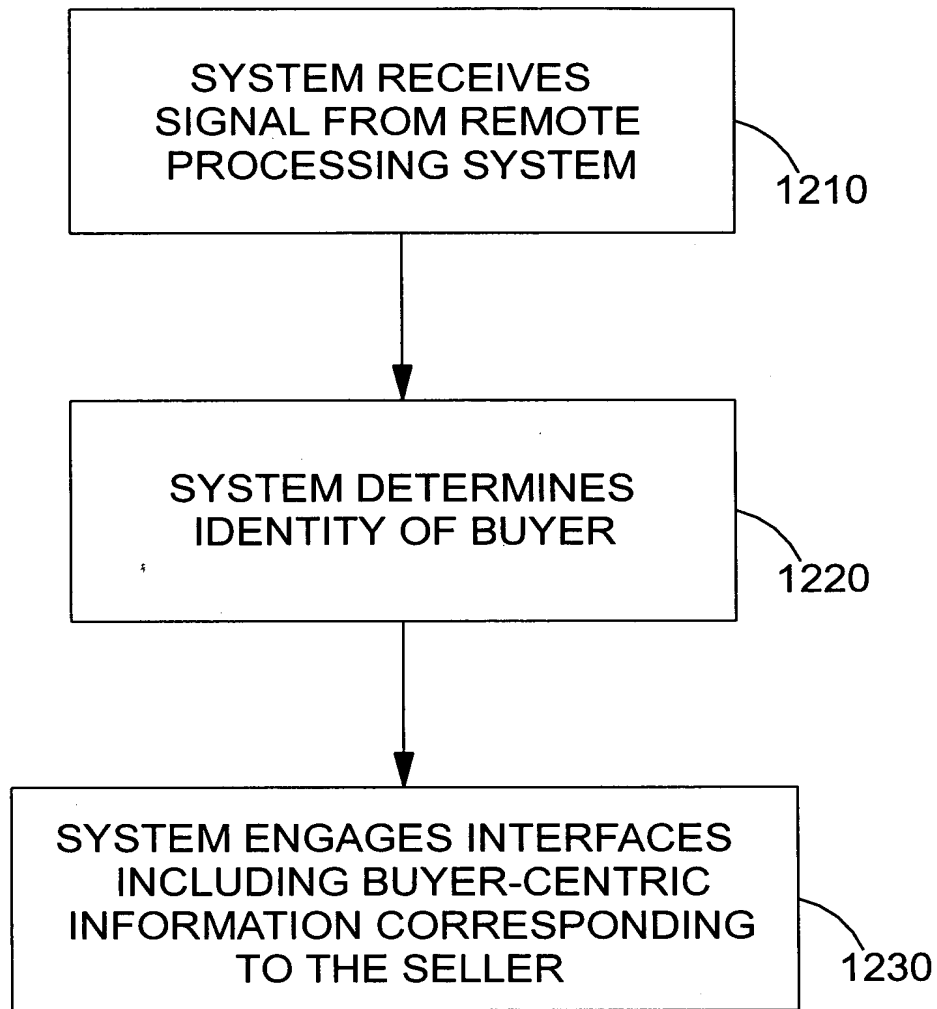 SYSTEM RECEIVES
SIGNAL FROM REMOTE
PROCESSING SYSTEM
1210
SYSTEM DETERMINES
IDENTITY OF BUYER
1220
SYSTEM ENGAGES INTERFACES
INCLUDING BUYER-CENTRIC
INFORMATION CORRESPONDING
TO THE SELLER
1230